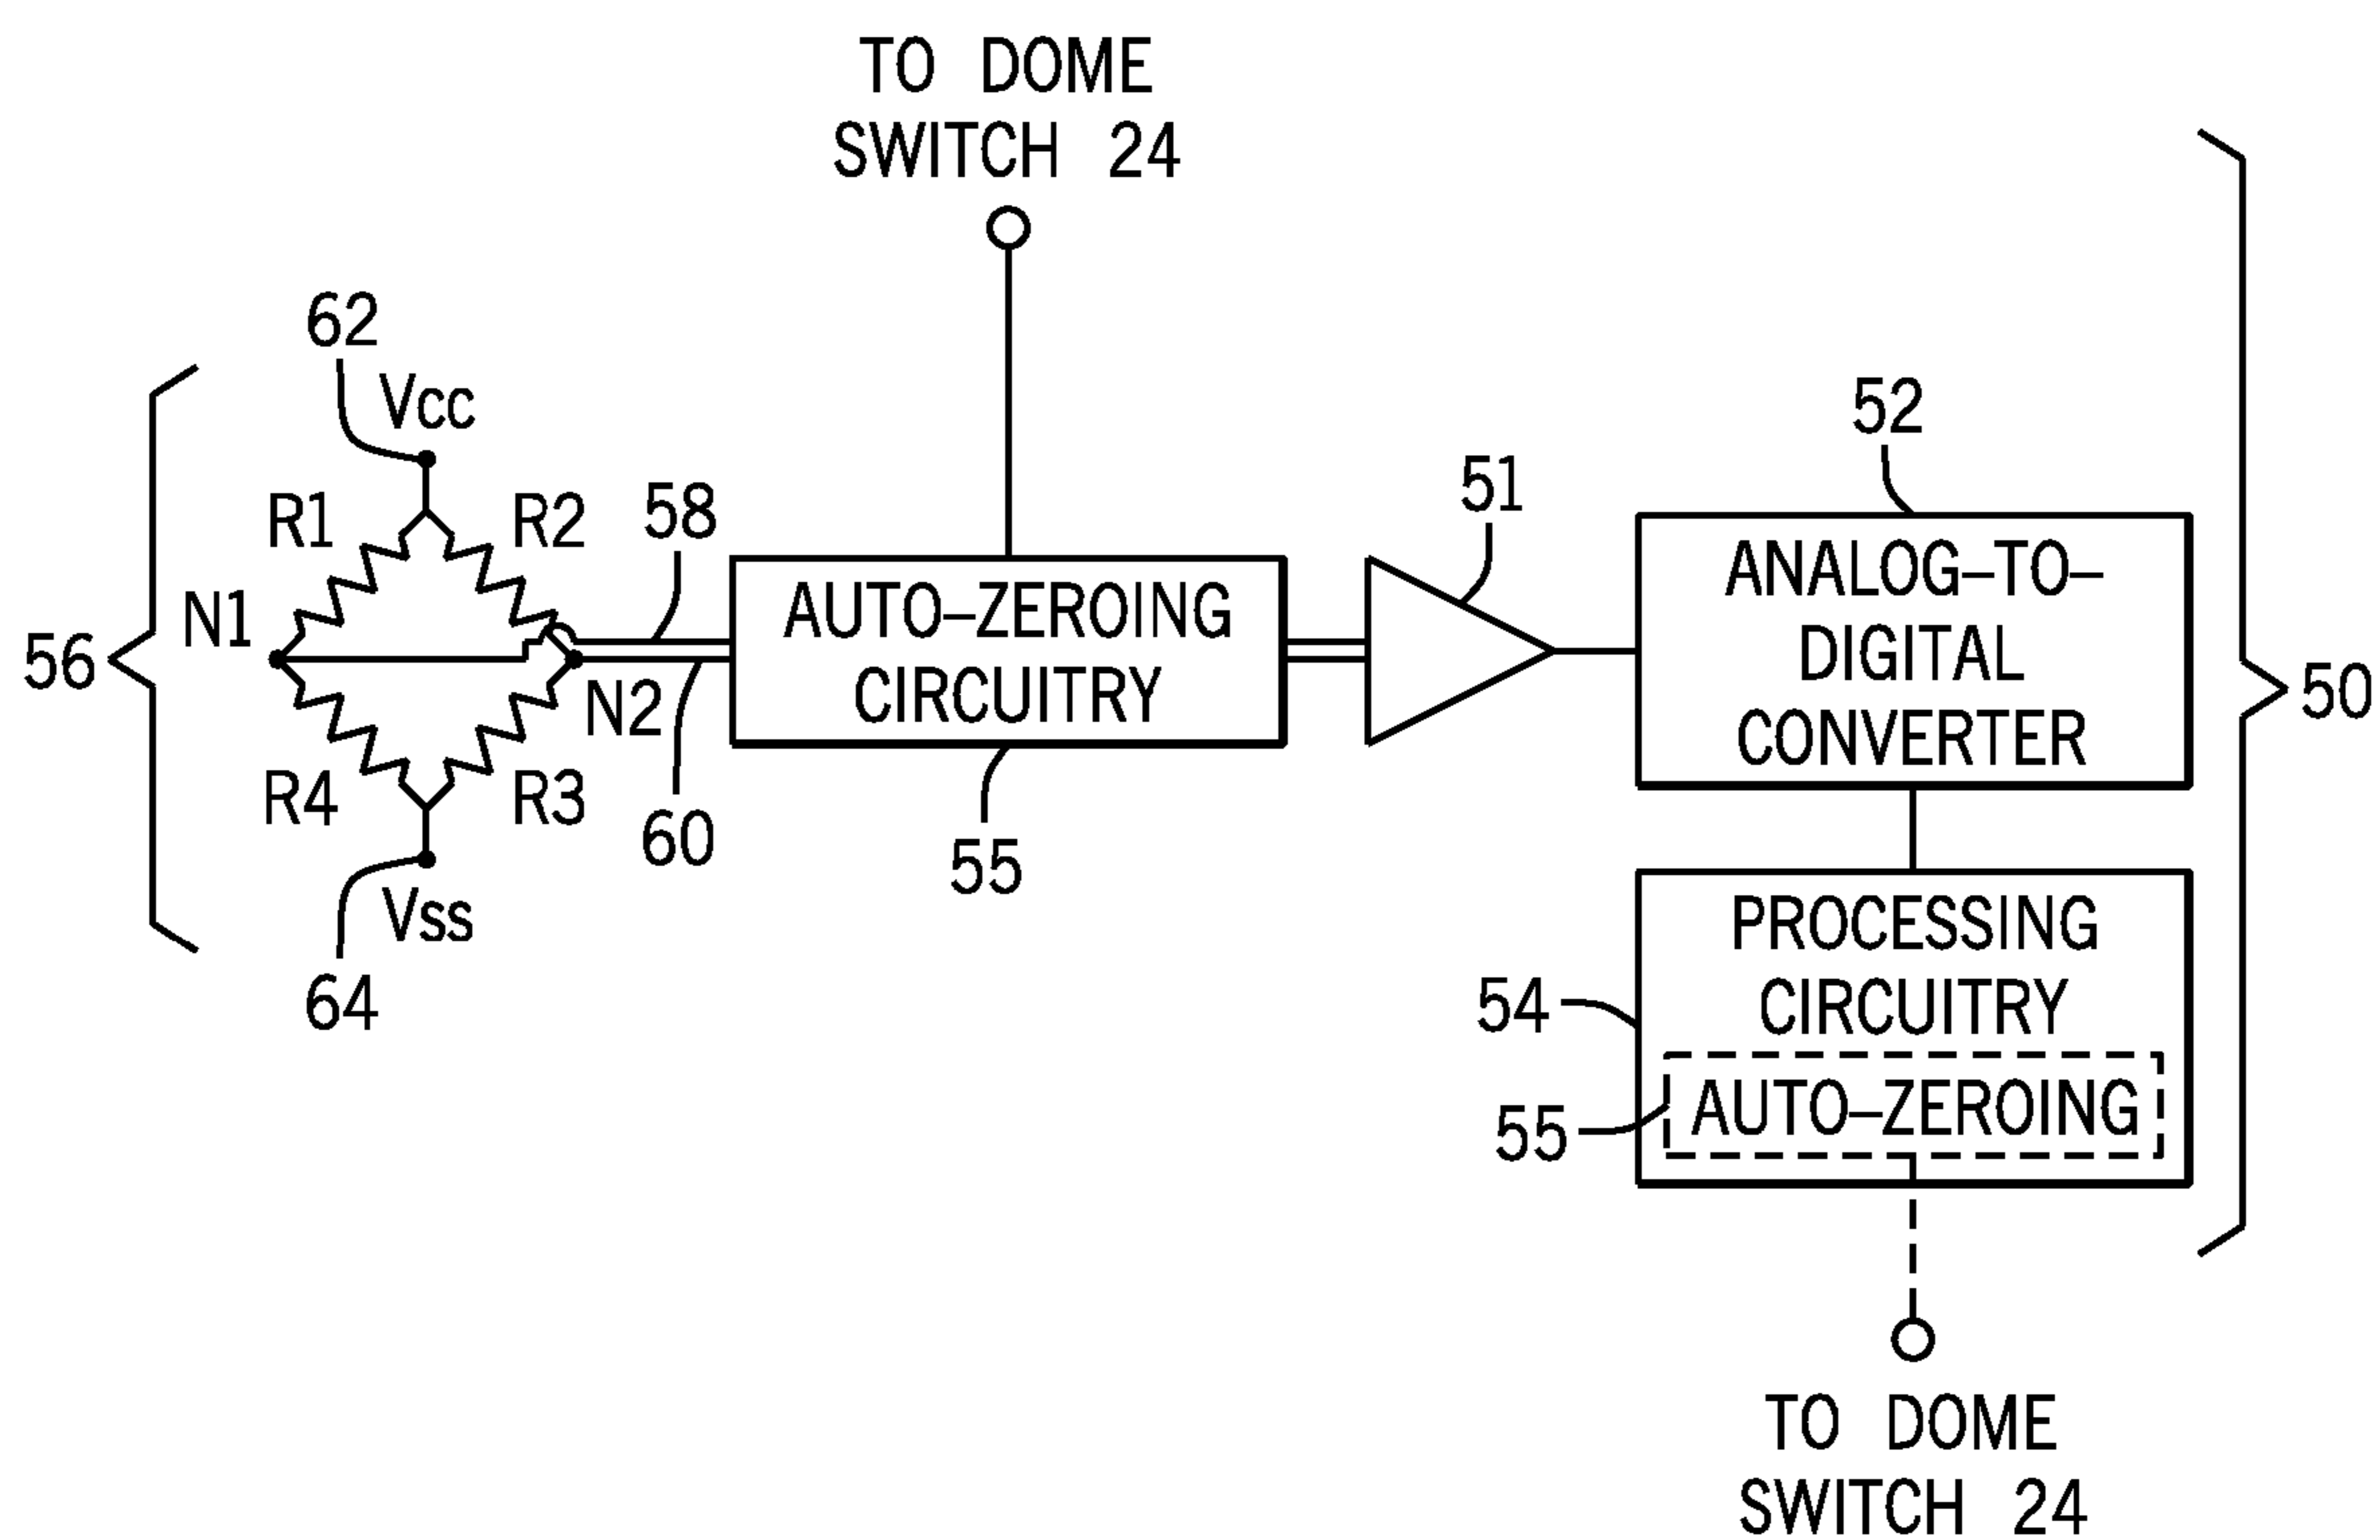 TO DOME
SWITCH 24
62
Vcc
52
51
R1
R2
58
N1
AUTO–ZEROING
CIRCUITRY
ANALOG–TO–
DIGITAL
CONVERTER
56
50
N2
R4
R3
60
55
Vss
64
PROCESSING
CIRCUITRY
54
AUTO–ZEROING
55
TO DOME
SWITCH 24